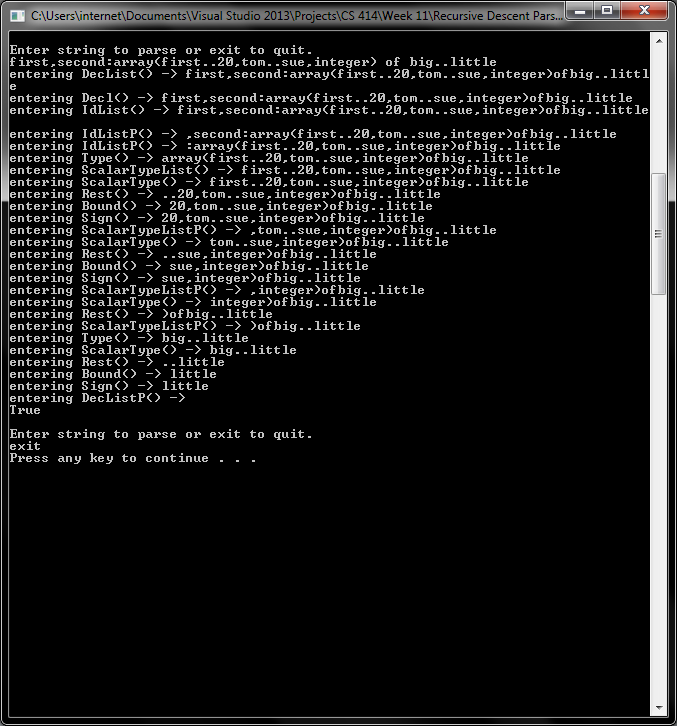 C:\Users\internet\Documents\Visual Studio 2013\Projects\CS 414\Week 11\Recursive Descent Pars...
Enter string to parse or exit to quit.
first,second:array(first..20,tom..sue,integer) of big..little
entering DecList() -> first,second:array(first..20,tom..sue,integer)ofbig..littl
e
entering Decl() -> first,second:array(first..20,tom..sue,integer)ofbig..little
entering IdList() -> first,second:array(first..20,tom..sue,integer)ofbig..little
entering IdListP() -> ,second:array(first..20,tom..sue,integer)ofbig..little
entering IdListP() -> :array(first..20,tom..sue,integer)ofbig..little
entering Type() -> array(first..20,tom..sue,integer)ofbig..little
entering ScalarTypeList() -> first..20,tom..sue,integer)ofbig..little
entering ScalarType() -> first..20,tom..sue,integer)ofbig..little
entering Rest() -> ..20,tom..sue,integer)ofbig..little
entering Bound() -> 20,tom..sue,integer)ofbig..little
entering Sign() -> 20,tom..sue,integer)ofbig..little
entering ScalarTypeListP() -> ,tom..sue,integer)ofbig..little
entering ScalarType() -> tom..sue,integer)ofbig..little
entering Rest() -> ..sue,integer)ofbig..little
entering Bound() -> sue,integer)ofbig..little
entering Sign() -> sue,integer)ofbig..little
entering ScalarTypeListP() -> ,integer)ofbig..little
entering ScalarType() -> integer)ofbig..little
entering Rest() -> )ofbig..little
entering ScalarTypeListP() -> )ofbig..little
entering Type() -> big..little
entering ScalarType() -> big..little
entering Rest() -> ..little
entering Bound() -> little
entering Sign() -> little
entering DecListP() ->
True
Enter string to parse or exit to quit.
exit
Press any key to continue . . .